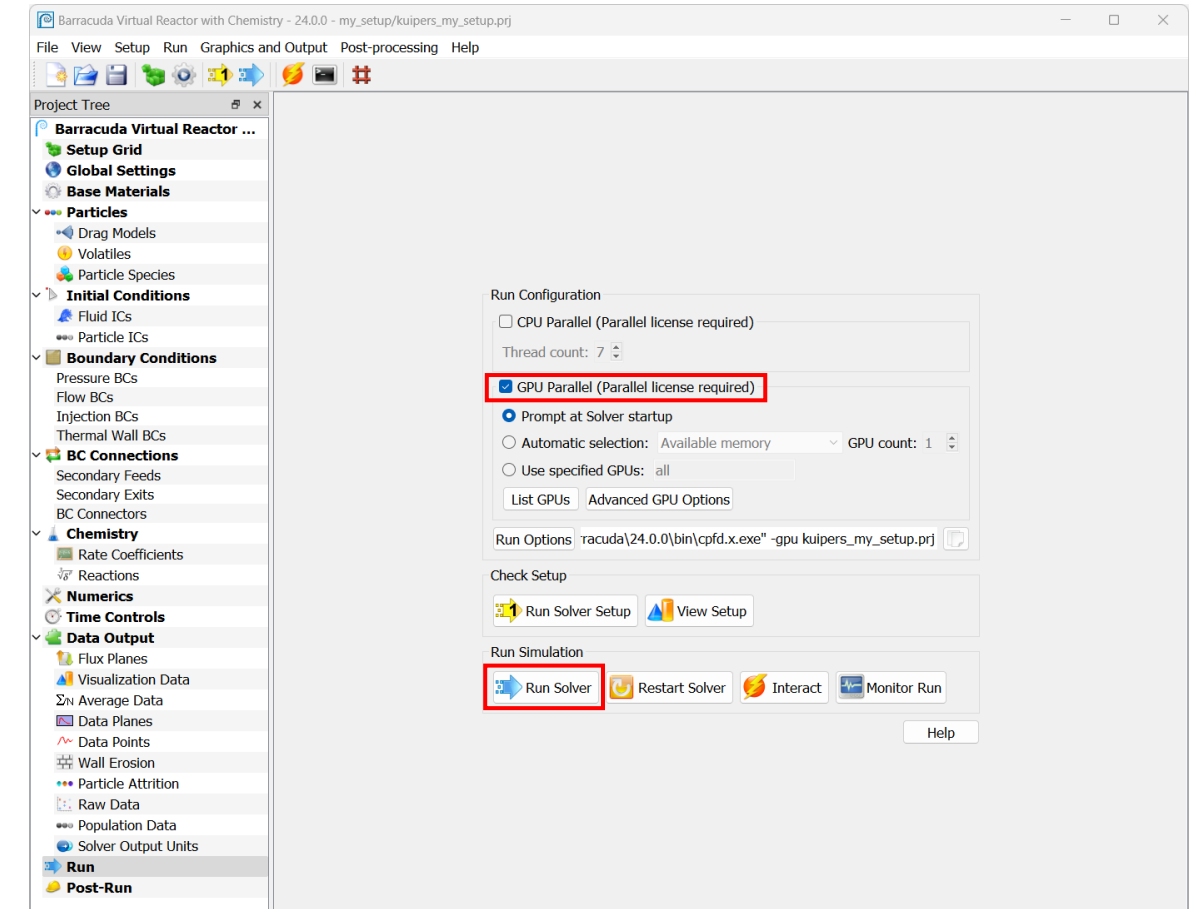 Barracuda Virtual Reactor with Chemistry - 24.0.0 - my_setup/kuipers_my_setup.prj
File View Setup Run Graphics and Output Post-processing Help
1
Project Tree
Barracuda Virtual Reactor ...
Setup Grid
Global Settings
Base Materials
Particles
Drag Models
Volatiles
Particle Species
Initial Conditions
Fluid ICs
Particle ICs
Boundary Conditions
Pressure BCs
Flow BCs
Injection BCs
Thermal Wall BCs
BC Connections
Secondary Feeds
Secondary Exits
BC Connectors
Chemistry
Rate Coefficients
Reactions
Numerics
Time Controls
Data Output
Flux Planes
Visualization Data
ΣN Average Data
Data Planes
Data Points
Wall Erosion
Particle Attrition
Raw Data
Population Data
Solver Output Units
Run
Post-Run
Run Configuration
CPU Parallel (Parallel license required)
Thread count: 7
GPU Parallel (Parallel license required)
Prompt at Solver startup
Automatic selection: Available memory GPU count: 1
Use specified GPUs: all
List GPUs Advanced GPU Options
Run Options racuda\24.0.0\bin\cpfd.x.exe" -gpu kuipers_my_setup.prj
Check Setup
1 Run Solver Setup View Setup
Run Simulation
Run Solver Restart Solver Interact Monitor Run
Help